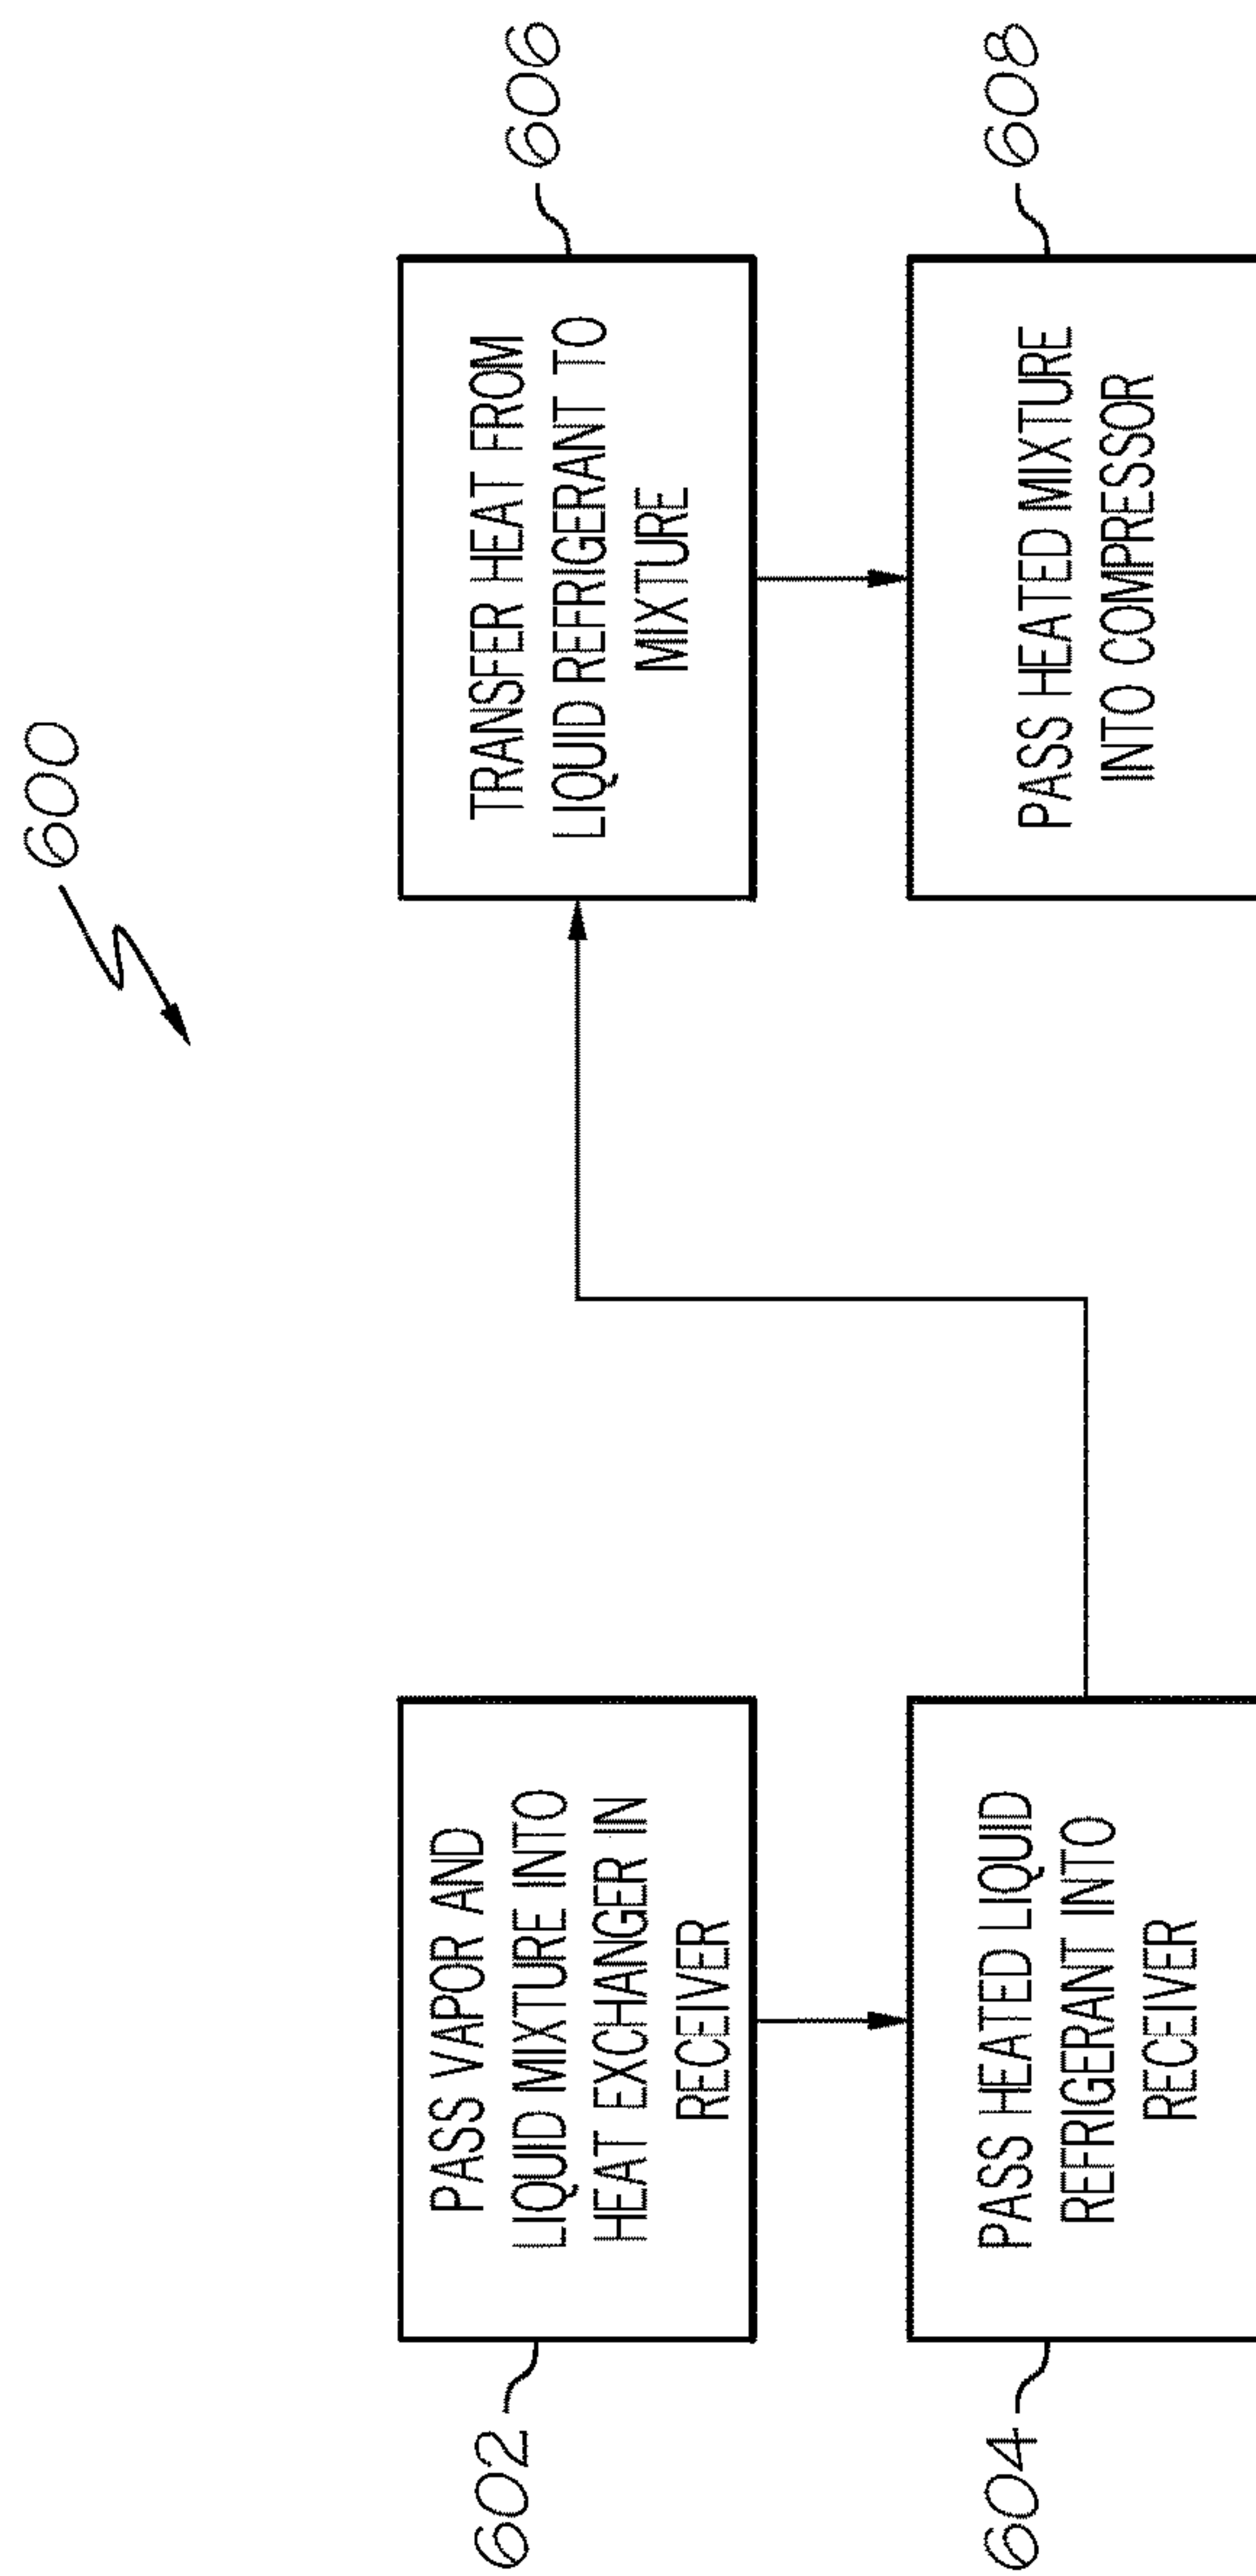 600
602
PASS VAPOR AND
LIQUID MIXTURE INTO
HEAT EXCHANGER IN
RECEIVER
604
PASS HEATED LIQUID
REFRIGERANT INTO
RECEIVER
606
TRANSFER HEAT FROM
LIQUID REFRIGERANT TO
MIXTURE
608
PASS HEATED MIXTURE
INTO COMPRESSOR